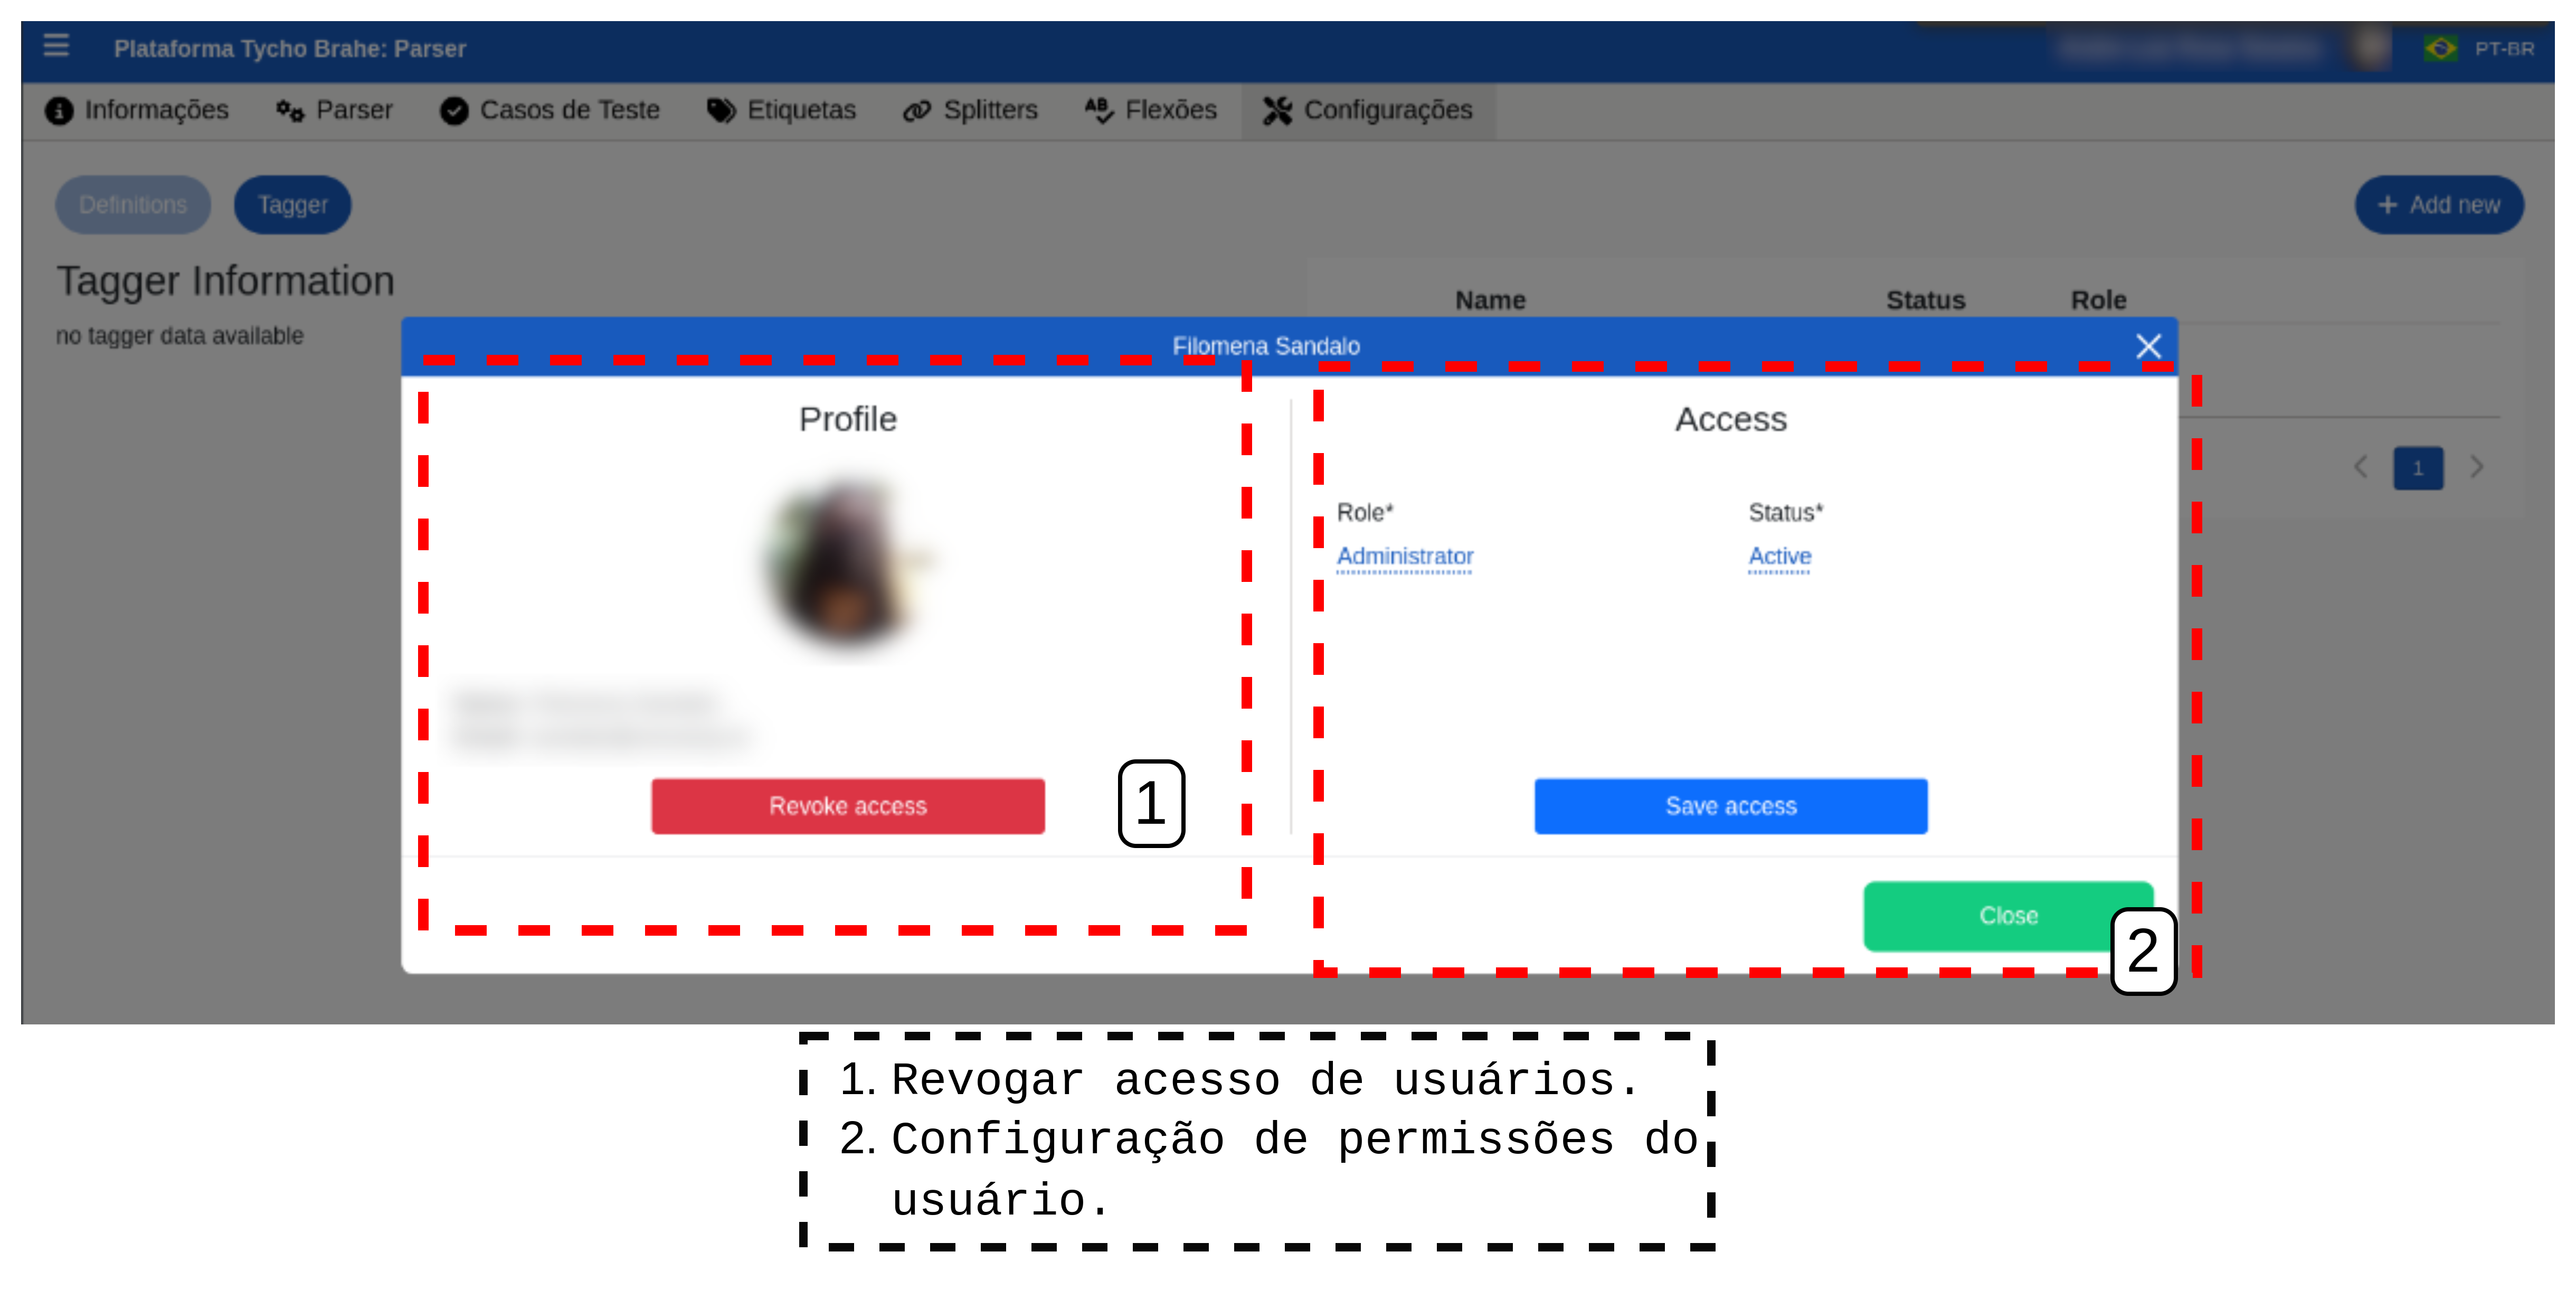 Plataforma Tycho Brahe: Parser
PT-BR
Informações Parser Casos de Teste Etiquetas Splitters Flexões Configurações
Definitions Tagger
+ Add new
Tagger Information
no tagger data available
Name Status Role
Filomena Sandalo
Profile
Access
Role* Status*
Administrator Active
1
Revoke access
1
Save access
Close
2
1. Revogar acesso de usuários.
2. Configuração de permissões do
usuário.